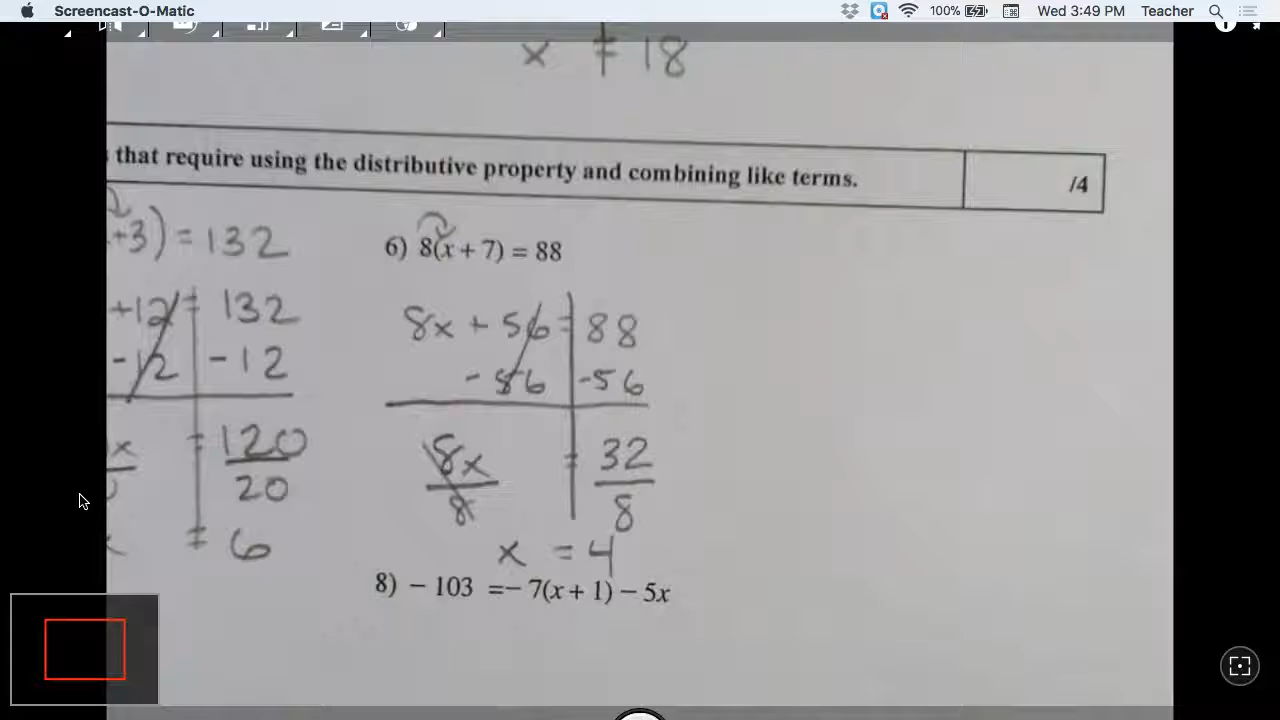 Screencast-O-Matic 100% Wed 3:49 PM Teacher
x = 18
that require using the distributive property and combining like terms. /4
+3) = 132
+12 = 132
-12 -12
x = 120
20
= 6
6) 8(x + 7) = 88
8x + 56 = 88
- 56 -56
8x = 32
8 8
x = 4
8) – 103 =– 7(x + 1) – 5x